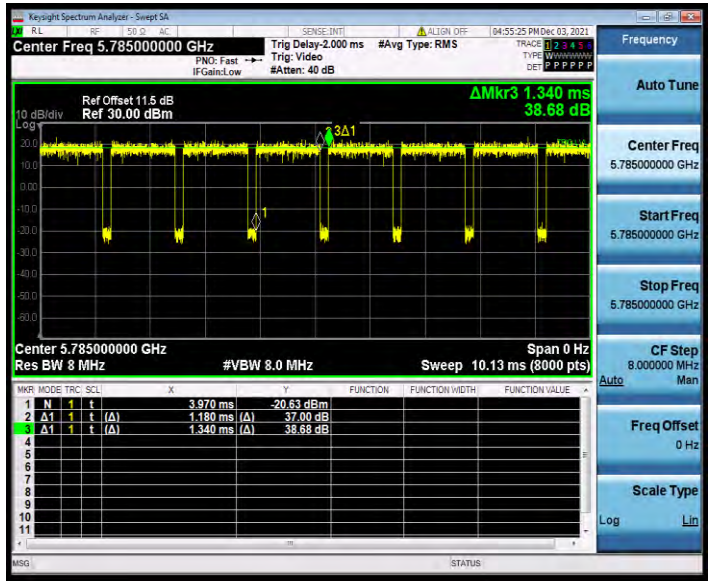 Keysight Spectrum Analyzer - Swept SA
RL RF 50 Ω AC SENSE:INT ALIGN OFF 04:55:25 PM Dec 03, 2021
Center Freq 5.785000000 GHz
PNO: Fast
IFGain:Low
Trig Delay-2.000 ms
Trig: Video
#Atten: 40 dB
#Avg Type: RMS
TRACE 1 2 3 4 5 6
TYPE WWWWWW
DET P P P P P P
Frequency
Auto Tune
Center Freq
5.785000000 GHz
Start Freq
5.785000000 GHz
Stop Freq
5.785000000 GHz
CF Step
8.000000 MHz
Auto Man
Freq Offset
0 Hz
Scale Type
Log Lin
ΔMkr3 1.340 ms
38.68 dB
Ref Offset 11.5 dB
10 dB/div Ref 30.00 dBm
Log
3Δ1
20.0
10.0
0.00
-10.0
1
-20.0
-30.0
-40.0
-50.0
-60.0
Center 5.785000000 GHz Span 0 Hz
Res BW 8 MHz #VBW 8.0 MHz Sweep 10.13 ms (8000 pts)
MKR MODE TRC SCL X Y FUNCTION FUNCTION WIDTH FUNCTION VALUE
1 N 1 t 3.970 ms -20.63 dBm
2 Δ1 1 t (Δ) 1.180 ms (Δ) 37.00 dB
3 Δ1 1 t (Δ) 1.340 ms (Δ) 38.68 dB
4
5
6
7
8
9
10
11
MSG STATUS